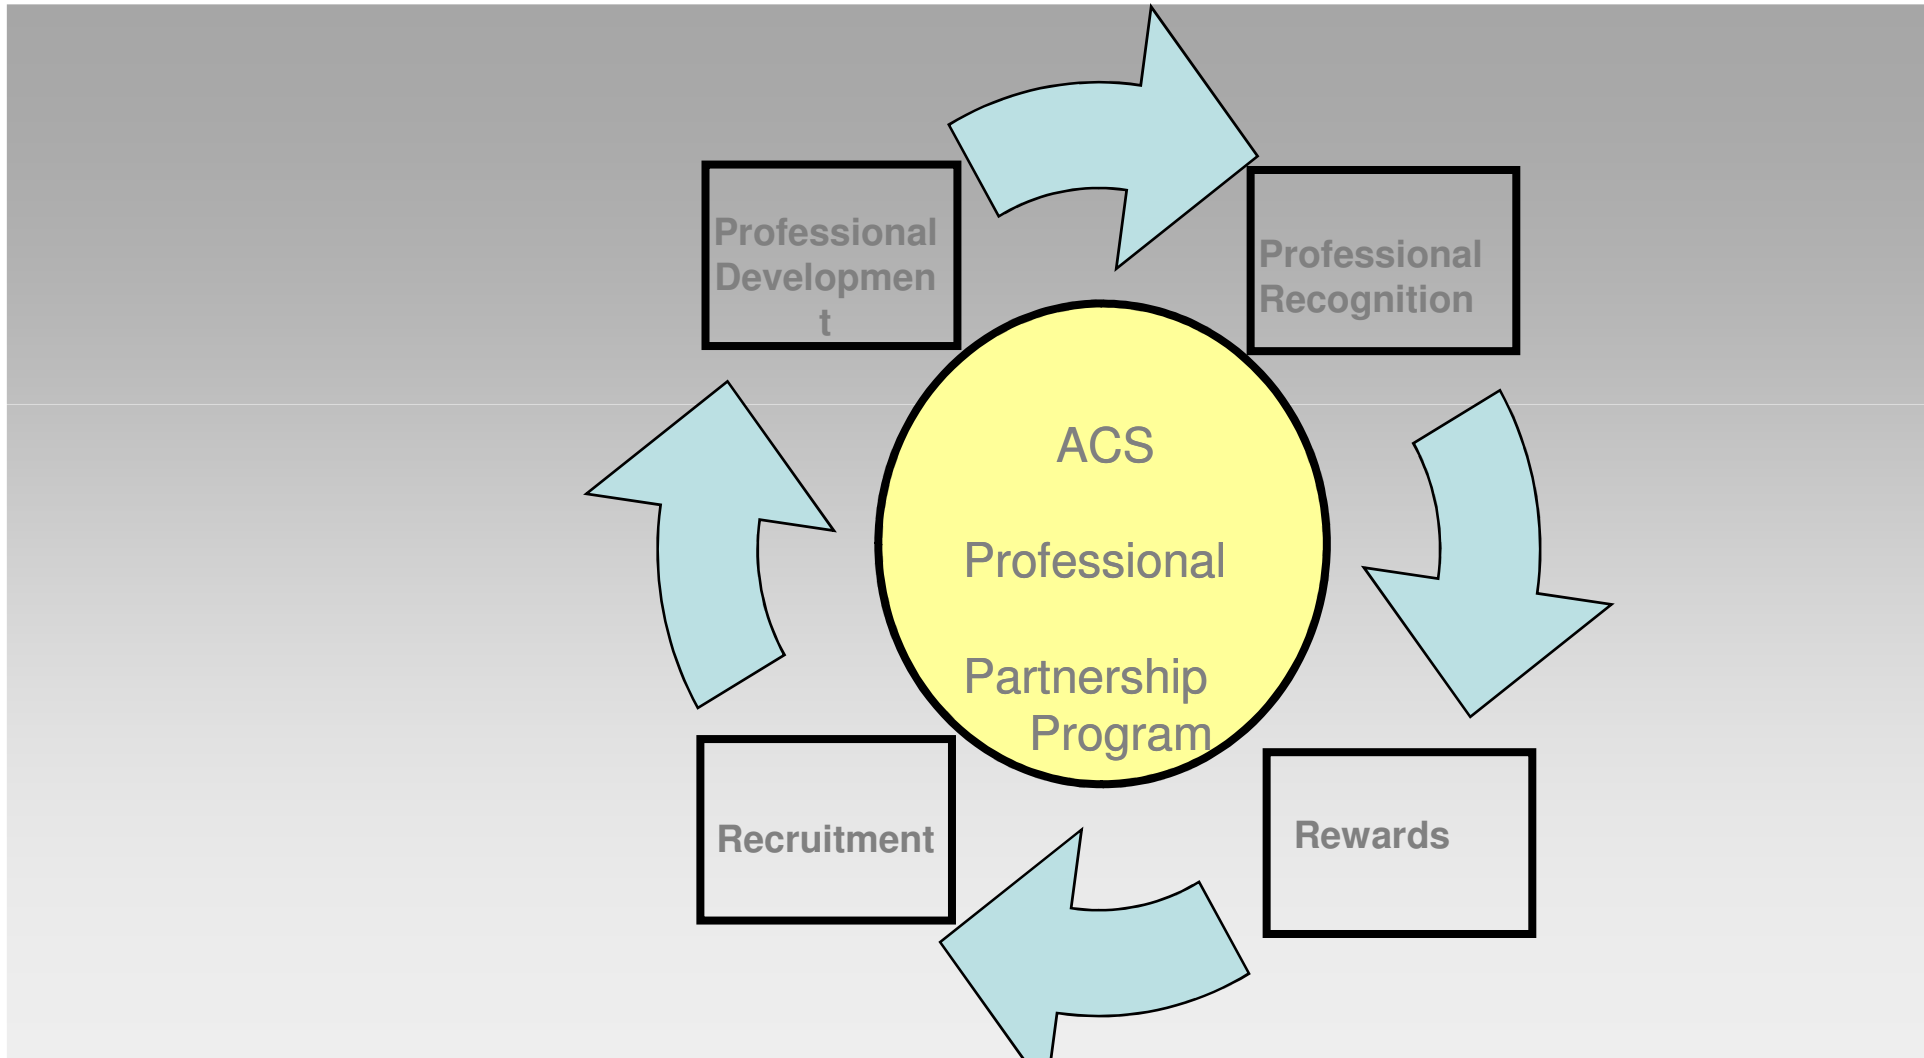 Professional
Developmen
t
Professional
Recognition
ACS
Professional
Partnership
Program
Recruitment
Rewards